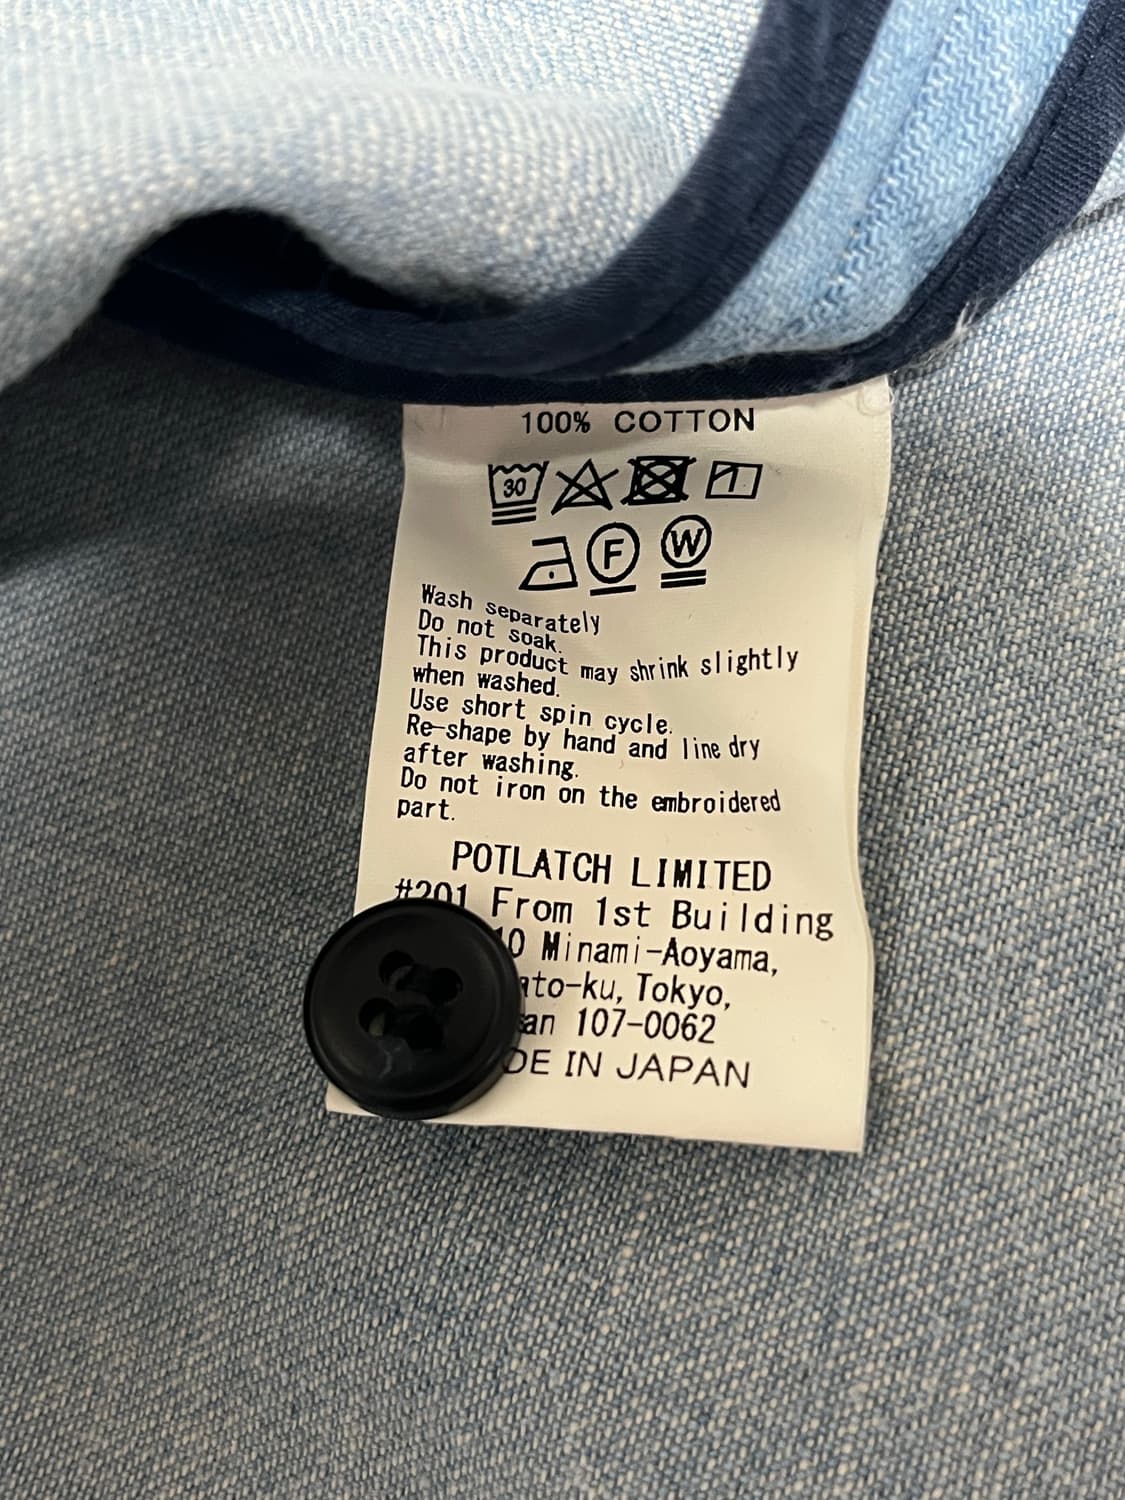 100% COTTON
30
F W
Wash separately
Do not soak.
This product may shrink slightly
when washed.
Use short spin cycle.
Re-shape by hand and line dry
after washing.
Do not iron on the embroidered
part.
POTLATCH LIMITED
#201 From 1st Building
Minami-Aoyama,
Tokyo,
107-0062
IN JAPAN